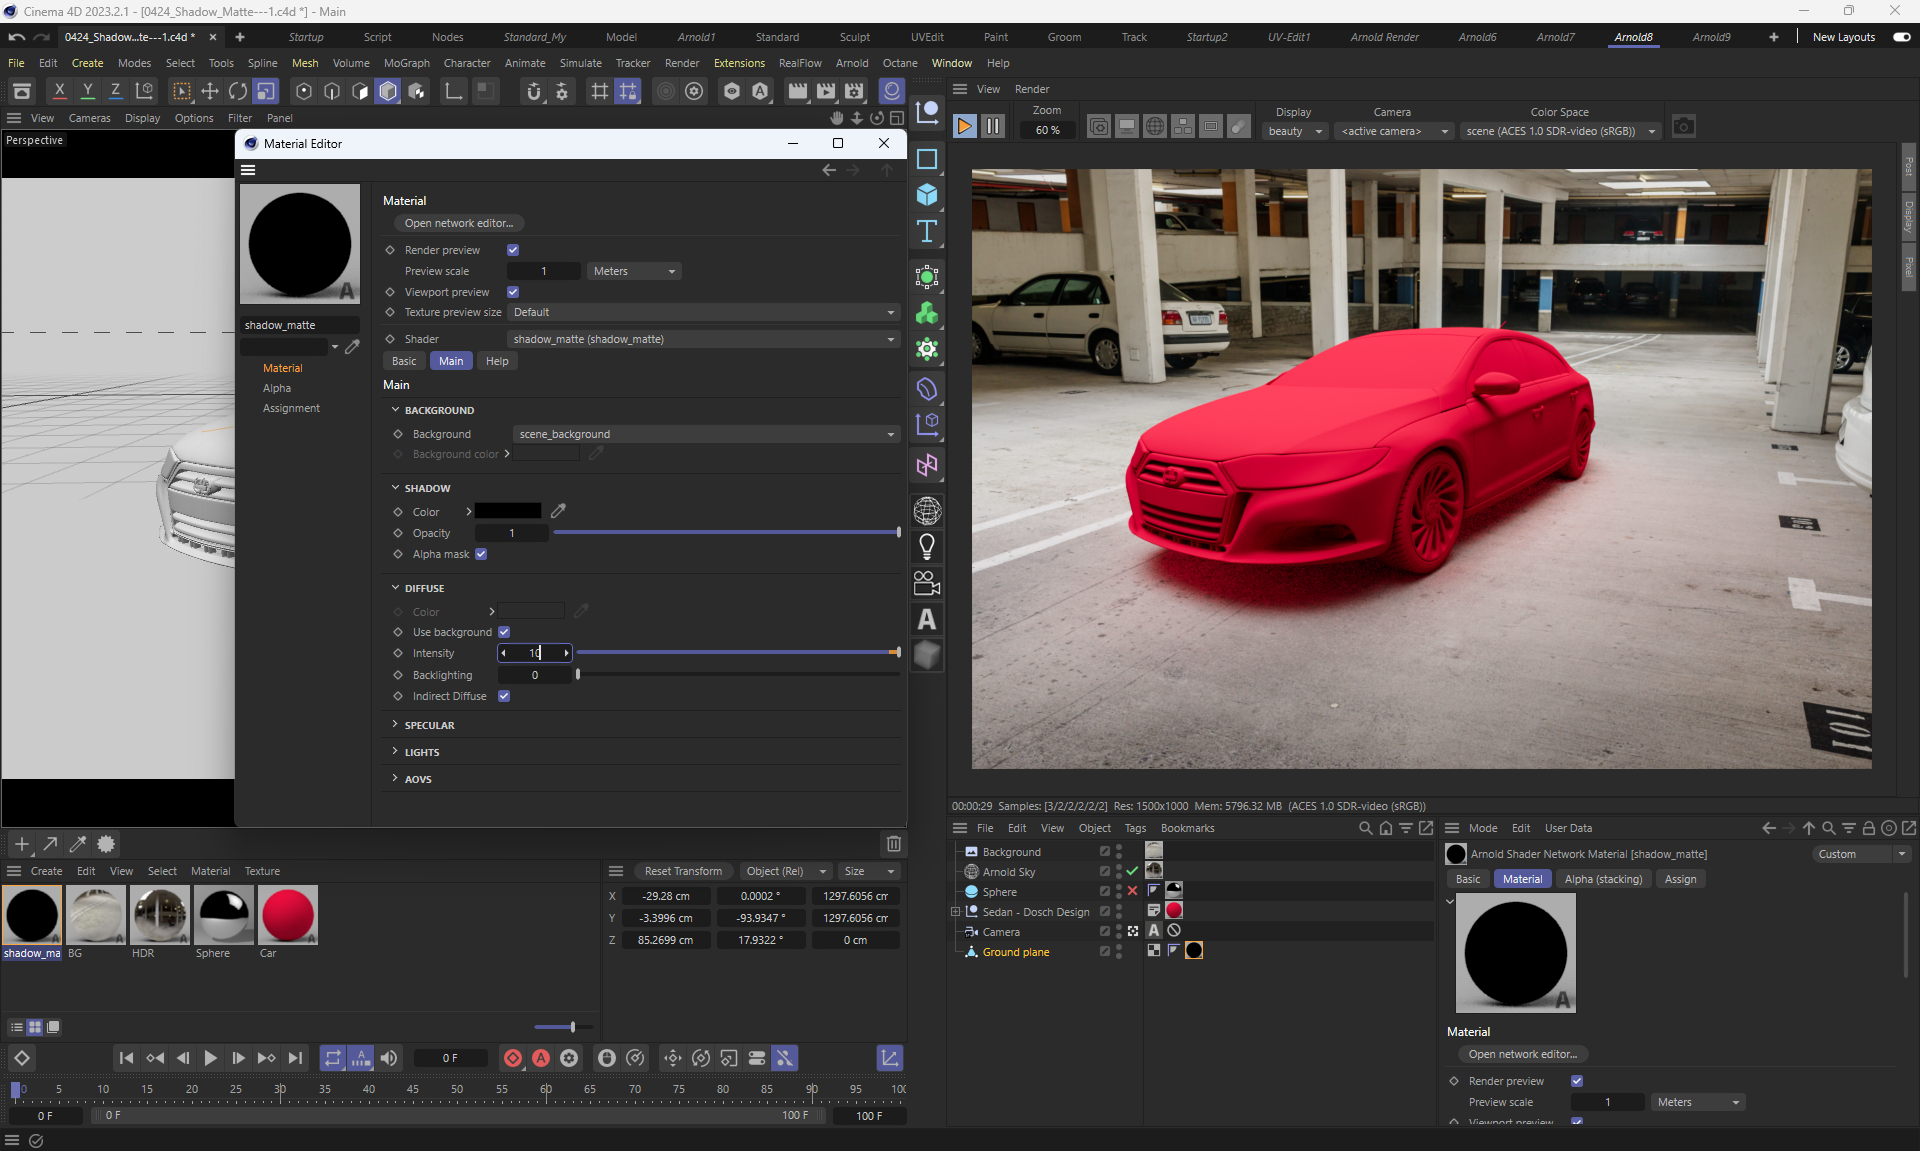 Cinema 4D 2023.2.1 - [0424_Shadow_Matte---1.c4d *] - Main
0424_Shadow...te---1.c4d *
Startup Script Nodes Standard_My Model Arnold1 Standard Sculpt UVEdit Paint Groom Track Startup2 UV-Edit1 Arnold Render Arnold6 Arnold7 Arnold8 Arnold9 New Layouts
File Edit Create Modes Select Tools Spline Mesh Volume MoGraph Character Animate Simulate Tracker Render Extensions RealFlow Arnold Octane Window Help
X Y Z
View Render
View Cameras Display Options Filter Panel
Perspective
Zoom
60 %
Display
beauty
Camera
<active camera>
Color Space
scene (ACES 1.0 SDR-video (sRGB))
Post
Display
Pixel
Material Editor
shadow_matte
Material
Alpha
Assignment
Material
Open network editor...
Render preview
Preview scale 1 Meters
Viewport preview
Texture preview size Default
Shader shadow_matte (shadow_matte)
Basic Main Help
Main
BACKGROUND
Background scene_background
Background color
SHADOW
Color
Opacity 1
Alpha mask
DIFFUSE
Color
Use background
Intensity 10
Backlighting 0
Indirect Diffuse
SPECULAR
LIGHTS
AOVS
101
00:00:29 Samples: [3/2/2/2/2/2] Res: 1500x1000 Mem: 5796.32 MB (ACES 1.0 SDR-video (sRGB))
File Edit View Object Tags Bookmarks
Background
Arnold Sky
Sphere
Sedan - Dosch Design
Camera
Ground plane
Mode Edit User Data
Arnold Shader Network Material [shadow_matte]
Custom
Basic Material Alpha (stacking) Assign
Material
Open network editor...
Render preview
Preview scale 1 Meters
Viewport preview
Create Edit View Select Material Texture
shadow_ma BG HDR Sphere Car
Reset Transform Object (Rel) Size
X -29.28 cm 0.0002 ° 1297.6056 cm
Y -3.3996 cm -93.9347 ° 1297.6056 cm
Z 85.2699 cm 17.9322 ° 0 cm
0 F
0 5 10 15 20 25 30 35 40 45 50 55 60 65 70 75 80 85 90 95 100
0 F 0 F 100 F 100 F